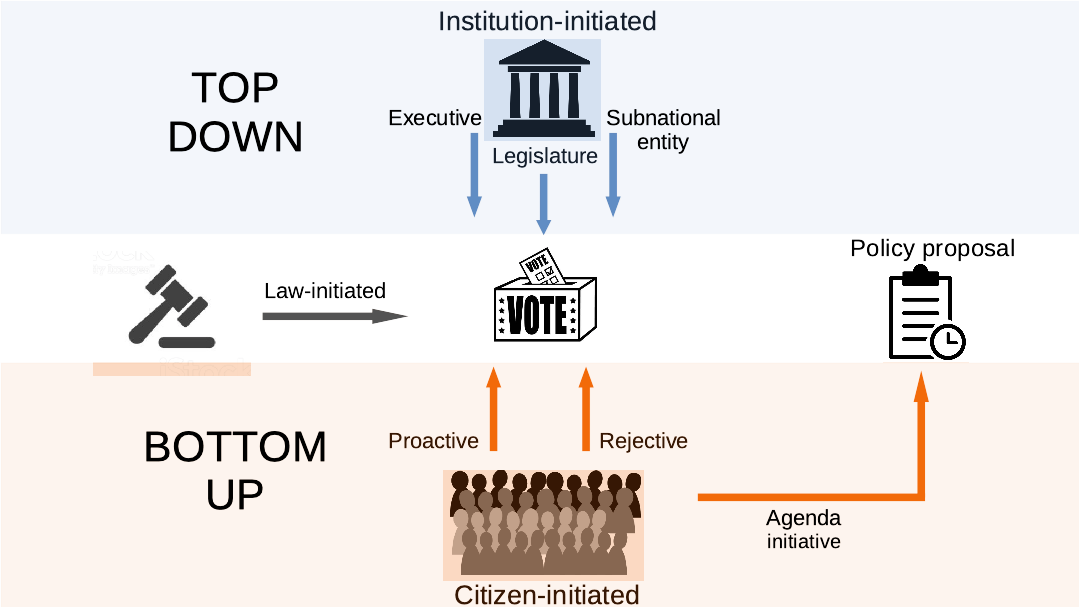 Institution-initiated
TOP
DOWN
Executive
Subnational
entity
Legislature
Policy proposal
Law-initiated
VOTE
VOTE
BOTTOM
UP
Proactive
Rejective
Agenda
initiative
Citizen-initiated